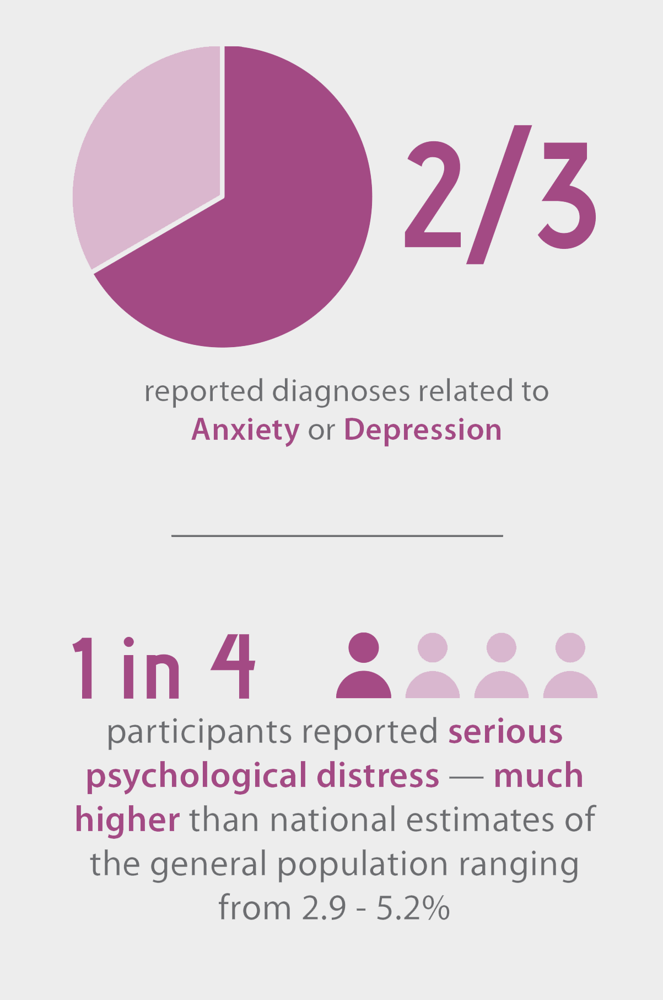 2/3
reported diagnoses related to
Anxiety or Depression
1 in 4
participants reported serious
psychological distress — much
higher than national estimates of
the general population ranging
from 2.9 - 5.2%